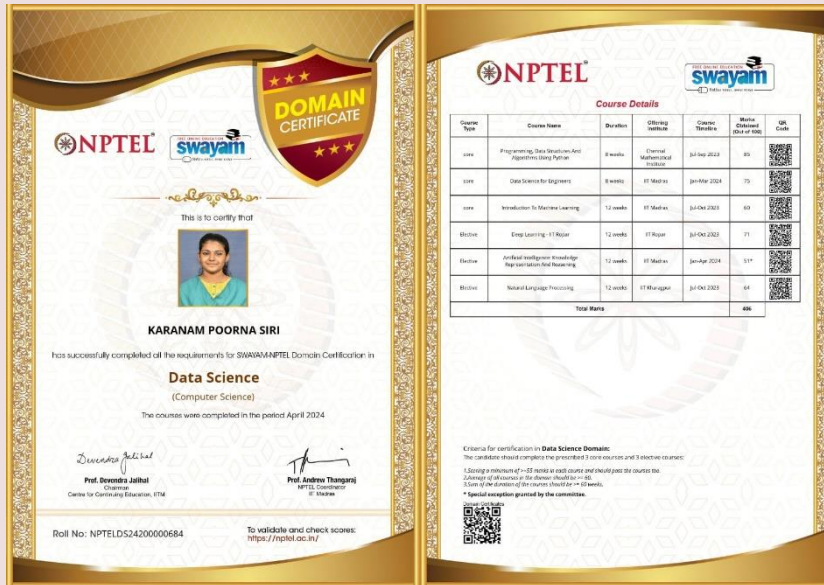 NPTEL
FREE ONLINE EDUCATION
swayam
DOMAIN
CERTIFICATE
This is to certify that
KARANAM POORNA SIRI
has successfully completed all the requirements for SWAYAM-NPTEL Domain Certification in
Data Science
(Computer Science)
The courses were completed in the period April 2024
Devendra Jalihal
Prof. Devendra Jalihal
Chairman
Centre for Continuing Education, IITM
Prof. Andrew Thangaraj
NPTEL Coordinator
IIT Madras
Roll No: NPTELDS24200000684
To validate and check scores:
https://nptel.ac.in/
NPTEL
FREE ONLINE EDUCATION
swayam
Course Details
Course Type Course Name Duration Offering Institute Course Timeline Marks Obtained (Out of 100) QR Code
core Programming, Data Structures And Algorithms Using Python 8 weeks Chennai Mathematical Institute Jul-Sep 2023 85
core Data Science for Engineers 8 weeks IIT Madras Jan-Mar 2024 75
core Introduction To Machine Learning 12 weeks IIT Madras Jul-Oct 2023 60
Elective Deep Learning - IIT Ropar 12 weeks IIT Ropar Jul-Oct 2023 71
Elective Artificial Intelligence Knowledge Representation And Reasoning 12 weeks IIT Madras Jan-Apr 2024 51*
Elective Natural Language Processing 12 weeks IIT Kharagpur Jul-Oct 2023 64
Total Marks 406
Criteria for certification in Data Science Domain:
The candidate should complete the prescribed 3 core courses and 3 elective courses:
1.Scoring a minimum of >=55 marks in each course and should pass the courses too.
2.Average of all courses in the domain should be >= 60.
3.Sum of the duration of the courses should be >= 60 weeks.
* Special exception granted by the committee.
Domain Certificates